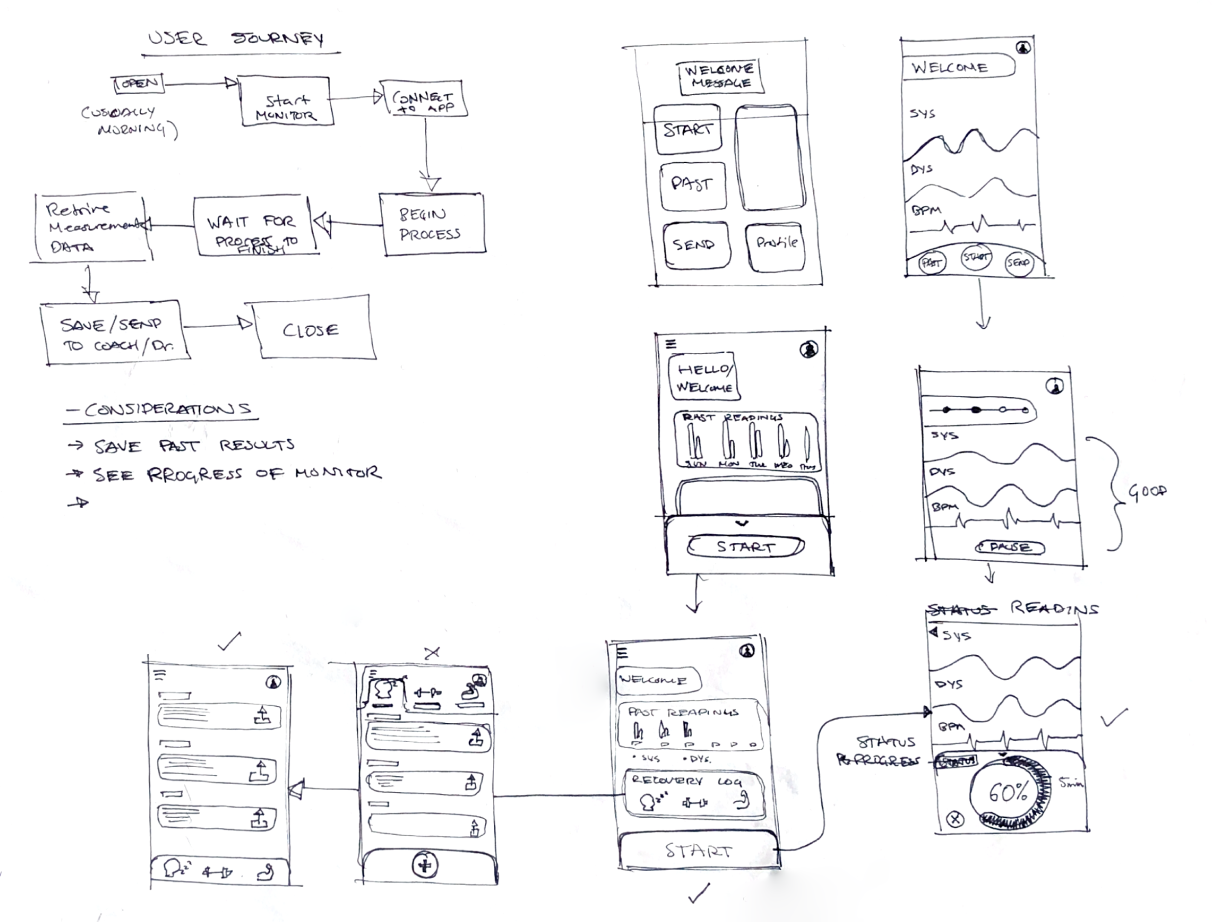 USER JOURNEY
OPEN
(USUALLY
MORNING)
Start
MONITOR
CONNECT
TO APP
BEGIN
PROCESS
WAIT FOR
PROCESS TO
FINISH
Retrive
Measurements
DATA
SAVE/SEND
TO COACH/Dr.
CLOSE
- CONSIDERATIONS
→ SAVE PAST RESULTS
→ SEE PROGRESS OF MONITOR
→
WELCOME
MESSAGE
START
PAST
SEND
Profile
WELCOME
SYS
DYS
BPM
PAST
START
SEND
HELLO/
WELCOME
PAST READINGS
SUN MON TUE WED THUR
START
SYS
DYS
BPM
PAUSE
GOOD
WELCOME
PAST READINGS
• SYS • DYS.
RECOVERY LOG
START
STATUS READINS
SYS
DYS
BPM
STATUS
PROGRESS
STATUS
60%
5min